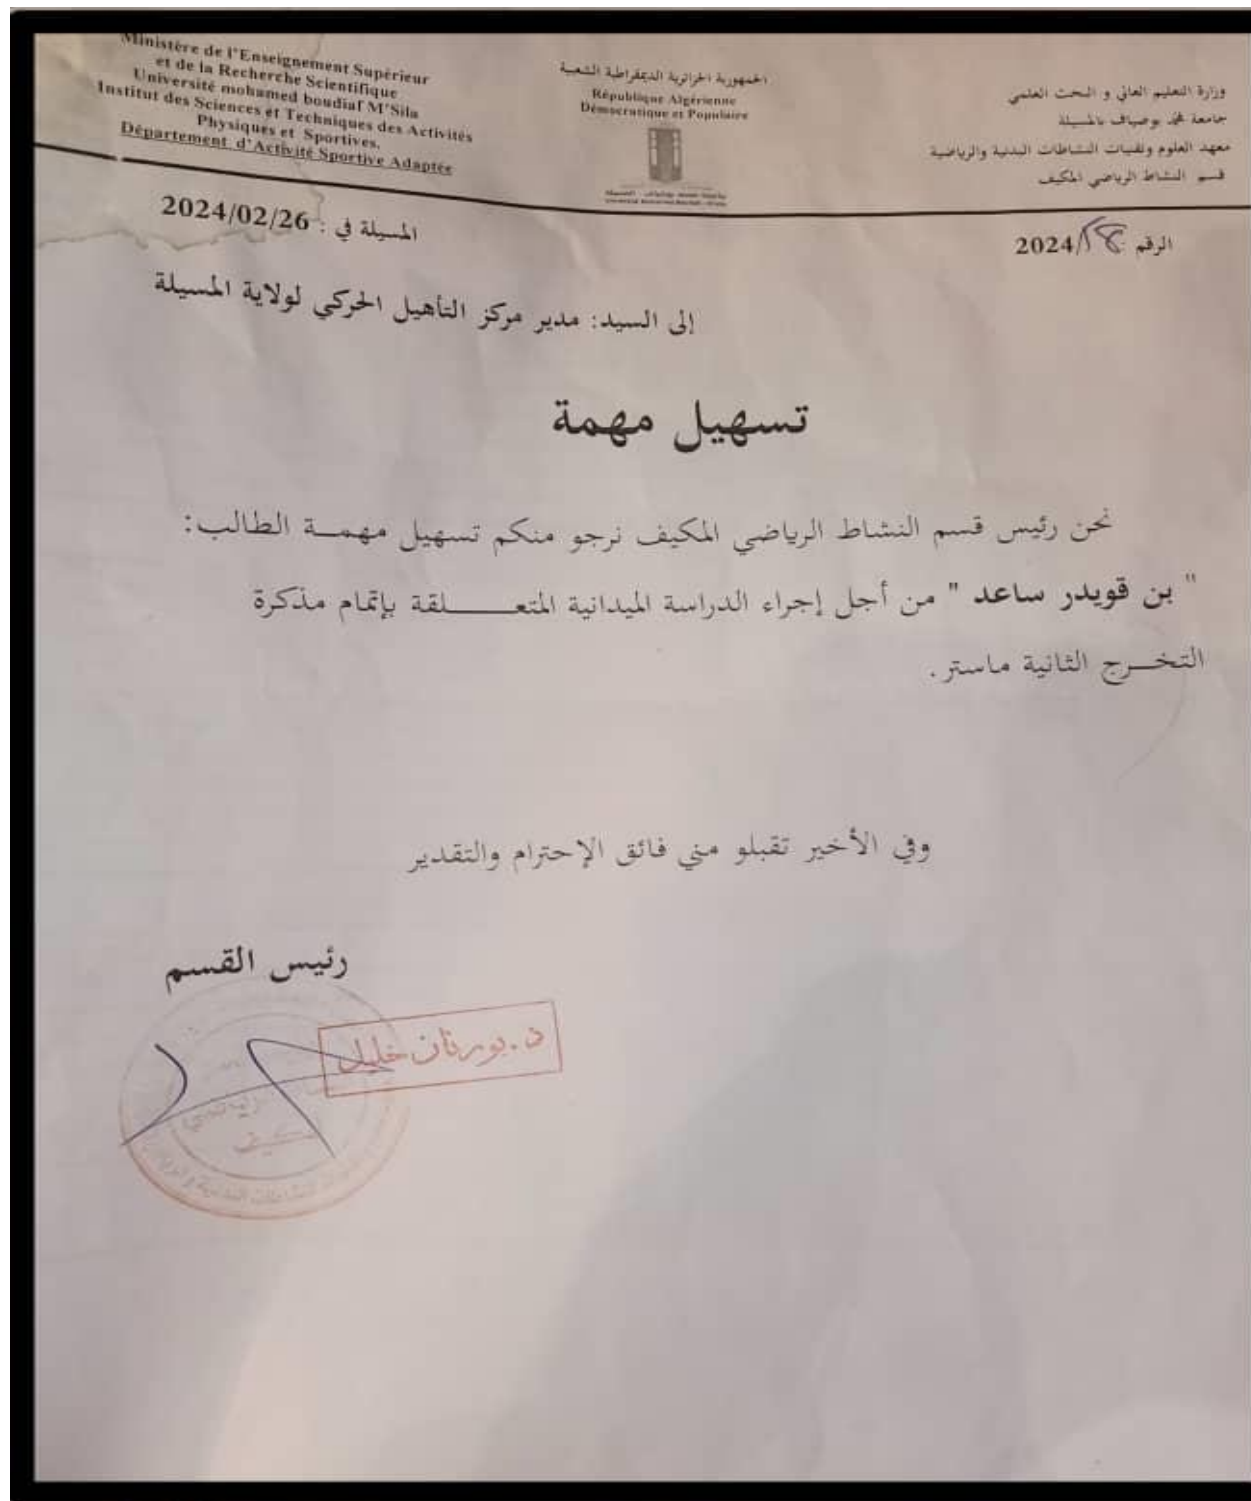 Ministère de l'Enseignement Supérieur
et de la Recherche Scientifique
Université mohamed boudiaf M'Sila
Institut des Sciences et Techniques des Activités
Physiques et Sportives.
Département d'Activité Sportive Adaptée
الجمهورية الجزائرية الديمقراطية الشعبية
République Algérienne
Démocratique et Populaire
وزارة التعليم العالي و البحث العلمي
جامعة محمد بوضياف بالمسيلة
معهد العلوم وتقنيات النشاطات البدنية والرياضية
قسم النشاط الرياضي المكيف
الرقم 2024/
المسيلة في : 2024/02/26
إلى السيد: مدير مركز التأهيل الحركي لولاية المسيلة
تسهيل مهمة
نحن رئيس قسم النشاط الرياضي المكيف نرجو منكم تسهيل مهمــة الطالب:
" بن قويدر ساعد " من أجل إجراء الدراسة الميدانية المتعـــــــلقة بإتمام مذكرة
التخــرج الثانية ماستر.
وفي الأخير تقبلو مني فائق الإحترام والتقدير
رئيس القسم
خليل